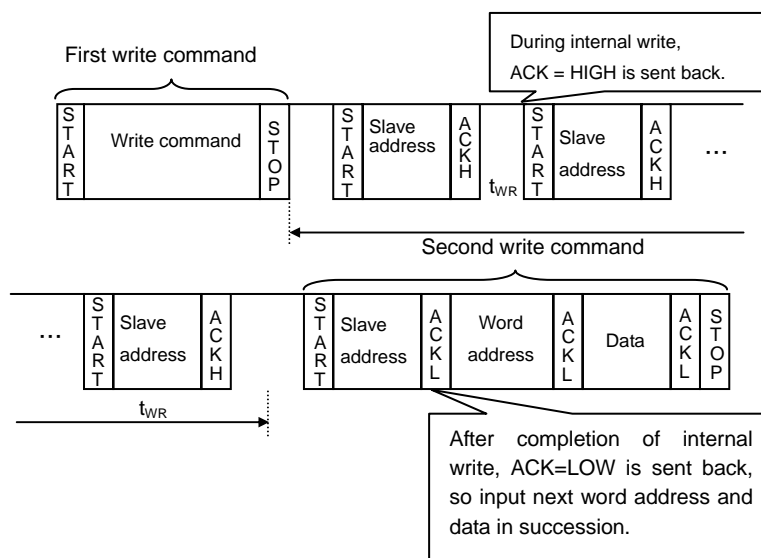 First write command
During internal write,
ACK = HIGH is sent back.
START
Write command
STOP
START
Slave
address
ACKH
tWR
START
Slave
address
ACKH
…
Second write command
…
START
Slave
address
ACKH
START
Slave
address
ACKL
Word
address
ACKL
Data
ACKL
STOP
tWR
After completion of internal
write, ACK=LOW is sent back,
so input next word address and
data in succession.